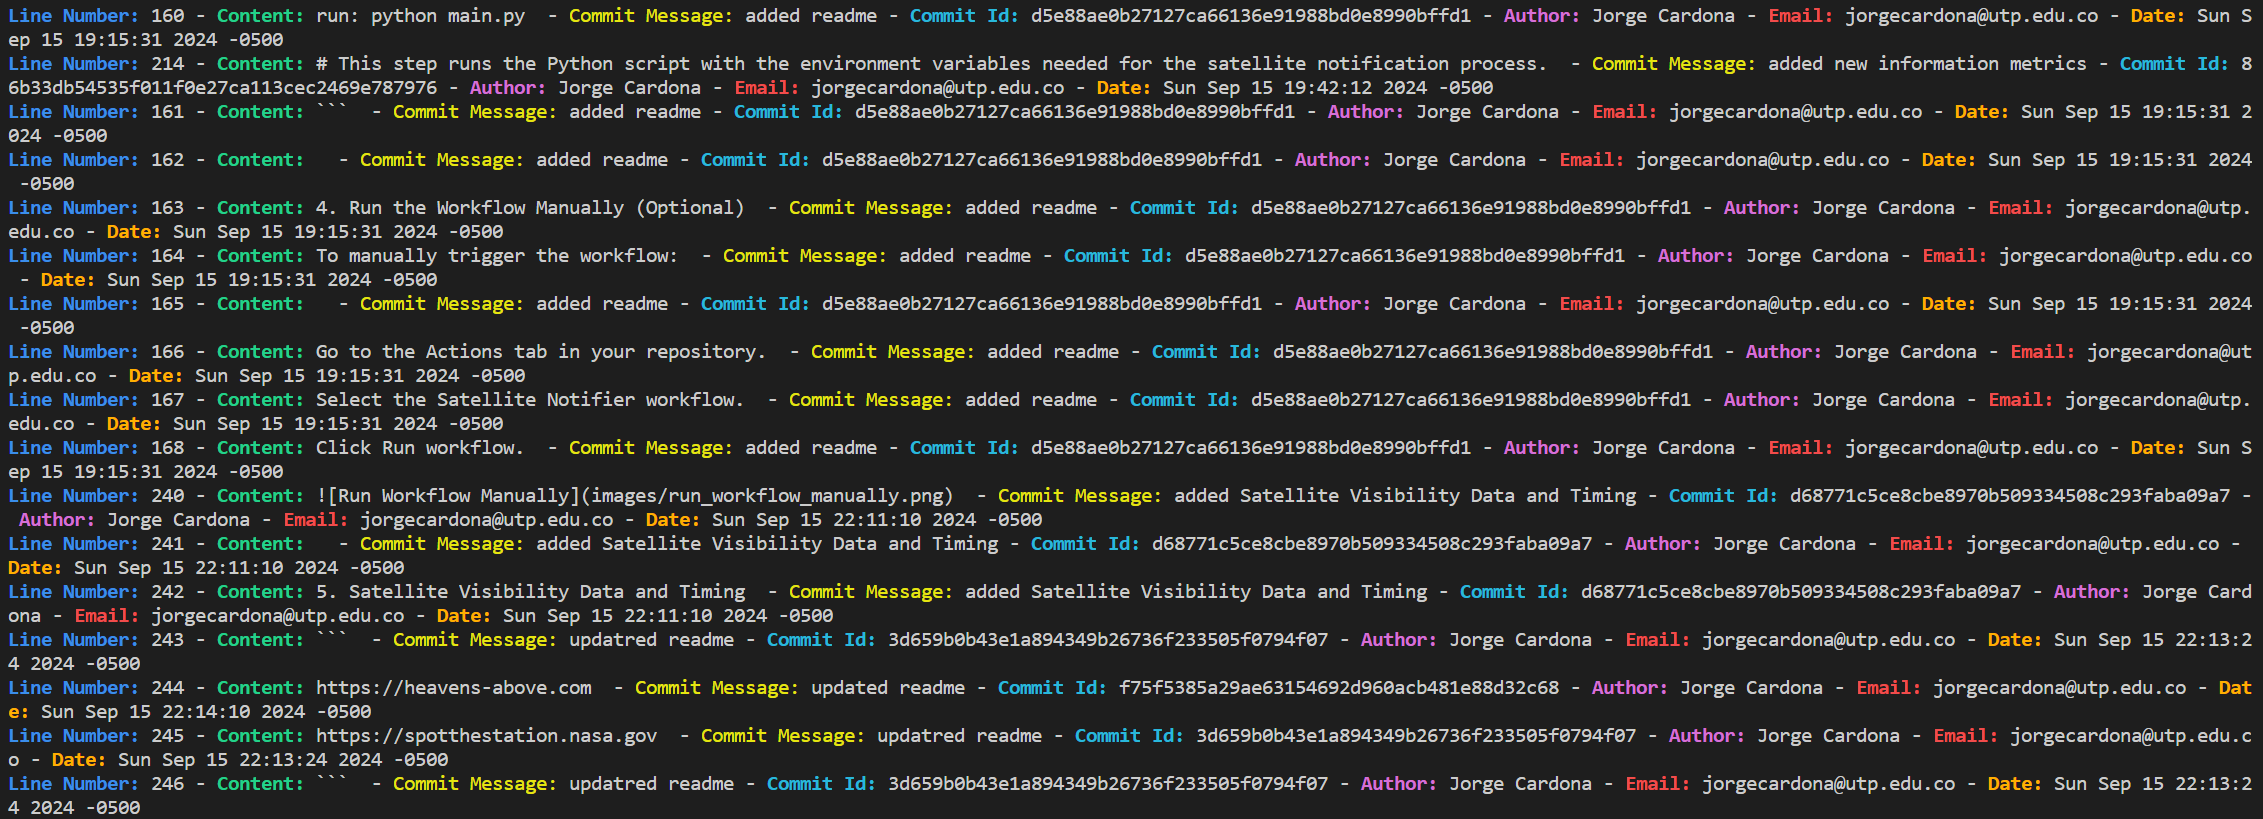 Line Number: 160 - Content: run: python main.py  - Commit Message: added readme - Commit Id: d5e88ae0b27127ca66136e91988bd0e8990bffd1 - Author: Jorge Cardona - Email: jorgecardona@utp.edu.co - Date: Sun S
ep 15 19:15:31 2024 -0500
Line Number: 214 - Content: # This step runs the Python script with the environment variables needed for the satellite notification process.  - Commit Message: added new information metrics - Commit Id: 8
6b33db54535f011f0e27ca113cec2469e787976 - Author: Jorge Cardona - Email: jorgecardona@utp.edu.co - Date: Sun Sep 15 19:42:12 2024 -0500
Line Number: 161 - Content: ```  - Commit Message: added readme - Commit Id: d5e88ae0b27127ca66136e91988bd0e8990bffd1 - Author: Jorge Cardona - Email: jorgecardona@utp.edu.co - Date: Sun Sep 15 19:15:31 2
024 -0500
Line Number: 162 - Content:   - Commit Message: added readme - Commit Id: d5e88ae0b27127ca66136e91988bd0e8990bffd1 - Author: Jorge Cardona - Email: jorgecardona@utp.edu.co - Date: Sun Sep 15 19:15:31 2024
 -0500
Line Number: 163 - Content: 4. Run the Workflow Manually (Optional)  - Commit Message: added readme - Commit Id: d5e88ae0b27127ca66136e91988bd0e8990bffd1 - Author: Jorge Cardona - Email: jorgecardona@utp.
edu.co - Date: Sun Sep 15 19:15:31 2024 -0500
Line Number: 164 - Content: To manually trigger the workflow:  - Commit Message: added readme - Commit Id: d5e88ae0b27127ca66136e91988bd0e8990bffd1 - Author: Jorge Cardona - Email: jorgecardona@utp.edu.co
 - Date: Sun Sep 15 19:15:31 2024 -0500
Line Number: 165 - Content:   - Commit Message: added readme - Commit Id: d5e88ae0b27127ca66136e91988bd0e8990bffd1 - Author: Jorge Cardona - Email: jorgecardona@utp.edu.co - Date: Sun Sep 15 19:15:31 2024
 -0500
Line Number: 166 - Content: Go to the Actions tab in your repository.  - Commit Message: added readme - Commit Id: d5e88ae0b27127ca66136e91988bd0e8990bffd1 - Author: Jorge Cardona - Email: jorgecardona@ut
p.edu.co - Date: Sun Sep 15 19:15:31 2024 -0500
Line Number: 167 - Content: Select the Satellite Notifier workflow.  - Commit Message: added readme - Commit Id: d5e88ae0b27127ca66136e91988bd0e8990bffd1 - Author: Jorge Cardona - Email: jorgecardona@utp.
edu.co - Date: Sun Sep 15 19:15:31 2024 -0500
Line Number: 168 - Content: Click Run workflow.  - Commit Message: added readme - Commit Id: d5e88ae0b27127ca66136e91988bd0e8990bffd1 - Author: Jorge Cardona - Email: jorgecardona@utp.edu.co - Date: Sun S
ep 15 19:15:31 2024 -0500
Line Number: 240 - Content: ![Run Workflow Manually](images/run_workflow_manually.png)  - Commit Message: added Satellite Visibility Data and Timing - Commit Id: d68771c5ce8cbe8970b509334508c293faba09a7 -
 Author: Jorge Cardona - Email: jorgecardona@utp.edu.co - Date: Sun Sep 15 22:11:10 2024 -0500
Line Number: 241 - Content:   - Commit Message: added Satellite Visibility Data and Timing - Commit Id: d68771c5ce8cbe8970b509334508c293faba09a7 - Author: Jorge Cardona - Email: jorgecardona@utp.edu.co -
Date: Sun Sep 15 22:11:10 2024 -0500
Line Number: 242 - Content: 5. Satellite Visibility Data and Timing  - Commit Message: added Satellite Visibility Data and Timing - Commit Id: d68771c5ce8cbe8970b509334508c293faba09a7 - Author: Jorge Card
ona - Email: jorgecardona@utp.edu.co - Date: Sun Sep 15 22:11:10 2024 -0500
Line Number: 243 - Content: ```  - Commit Message: updatred readme - Commit Id: 3d659b0b43e1a894349b26736f233505f0794f07 - Author: Jorge Cardona - Email: jorgecardona@utp.edu.co - Date: Sun Sep 15 22:13:2
4 2024 -0500
Line Number: 244 - Content: https://heavens-above.com  - Commit Message: updated readme - Commit Id: f75f5385a29ae63154692d960acb481e88d32c68 - Author: Jorge Cardona - Email: jorgecardona@utp.edu.co - Dat
e: Sun Sep 15 22:14:10 2024 -0500
Line Number: 245 - Content: https://spotthestation.nasa.gov  - Commit Message: updatred readme - Commit Id: 3d659b0b43e1a894349b26736f233505f0794f07 - Author: Jorge Cardona - Email: jorgecardona@utp.edu.c
o - Date: Sun Sep 15 22:13:24 2024 -0500
Line Number: 246 - Content: ```  - Commit Message: updatred readme - Commit Id: 3d659b0b43e1a894349b26736f233505f0794f07 - Author: Jorge Cardona - Email: jorgecardona@utp.edu.co - Date: Sun Sep 15 22:13:2
4 2024 -0500